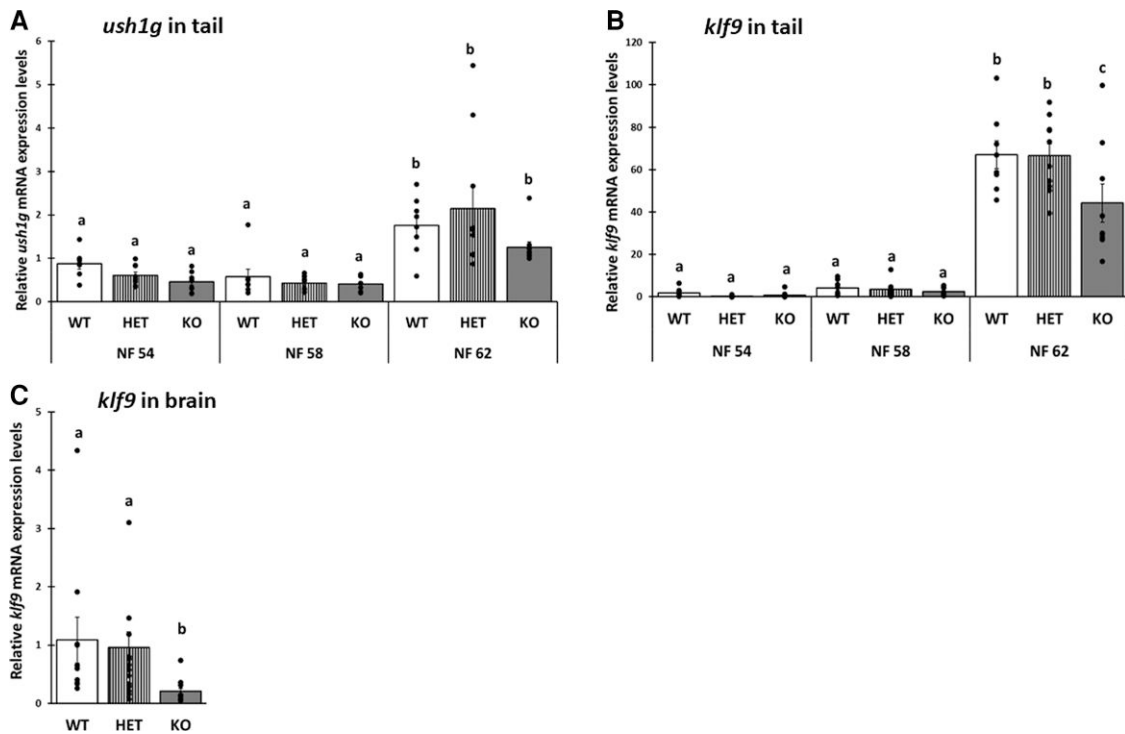 A
ush1g in tail
Relative ush1g mRNA expression levels
6
5
4
3
2
1
0
a
a
a
a
a
a
b
b
b
WT HET KO WT HET KO WT HET KO
NF 54 NF 58 NF 62
B
klf9 in tail
Relative klf9 mRNA expression levels
120
100
80
60
40
20
0
a
a
a
a
a
a
b
b
c
WT HET KO WT HET KO WT HET KO
NF 54 NF 58 NF 62
C
klf9 in brain
Relative klf9 mRNA expression levels
5
4
3
2
1
0
a
a
b
WT HET KO